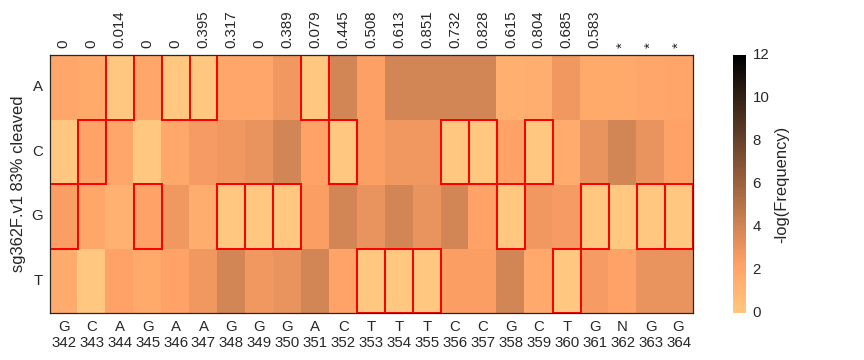 0 0 0.014 0 0 0.395 0.317 0 0.389 0.079 0.445 0.508 0.613 0.851 0.732 0.828 0.615 0.804 0.685 0.583 * * *
sg362F.v1 83% cleaved
A
C
G
T
G C A G A A G G G A C T T T C C G C T G N G G
342 343 344 345 346 347 348 349 350 351 352 353 354 355 356 357 358 359 360 361 362 363 364
12
10
8
6
4
2
0
-log(Frequency)